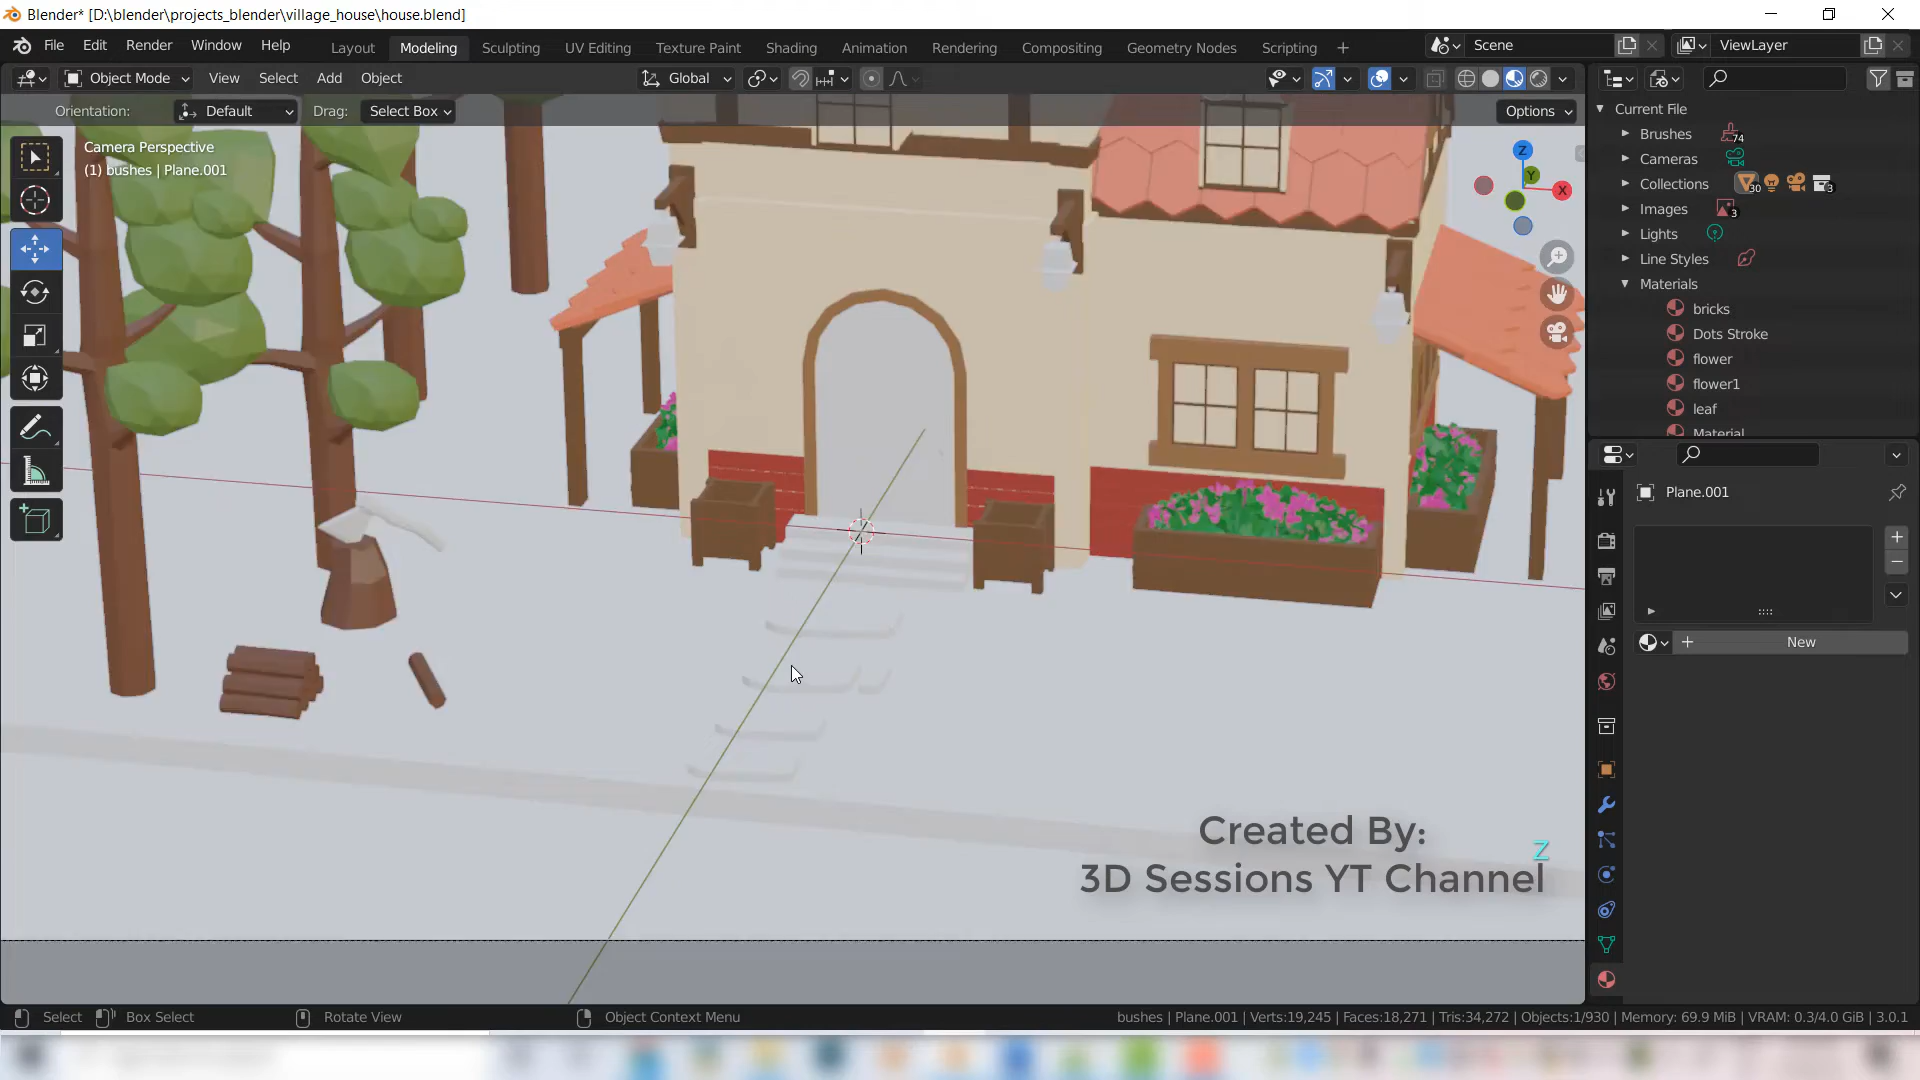 Blender* [D:\blender\projects_blender\village_house\house.blend]
File Edit Render Window Help Layout Modeling Sculpting UV Editing Texture Paint Shading Animation Rendering Compositing Geometry Nodes Scripting + Scene ViewLayer
Object Mode View Select Add Object Global
Orientation: Default Drag: Select Box Options
Camera Perspective
(1) bushes | Plane.001
Z
Y
X
Current File
Brushes 74
Cameras
Collections 30 3
Images 3
Lights
Line Styles
Materials
bricks
Dots Stroke
flower
flower1
leaf
Material
Plane.001
+ New
Created By:
Z
3D Sessions YT Channel
Select Box Select Rotate View Object Context Menu bushes | Plane.001 | Verts:19,245 | Faces:18,271 | Tris:34,272 | Objects:1/930 | Memory: 69.9 MiB | VRAM: 0.3/4.0 GiB | 3.0.1